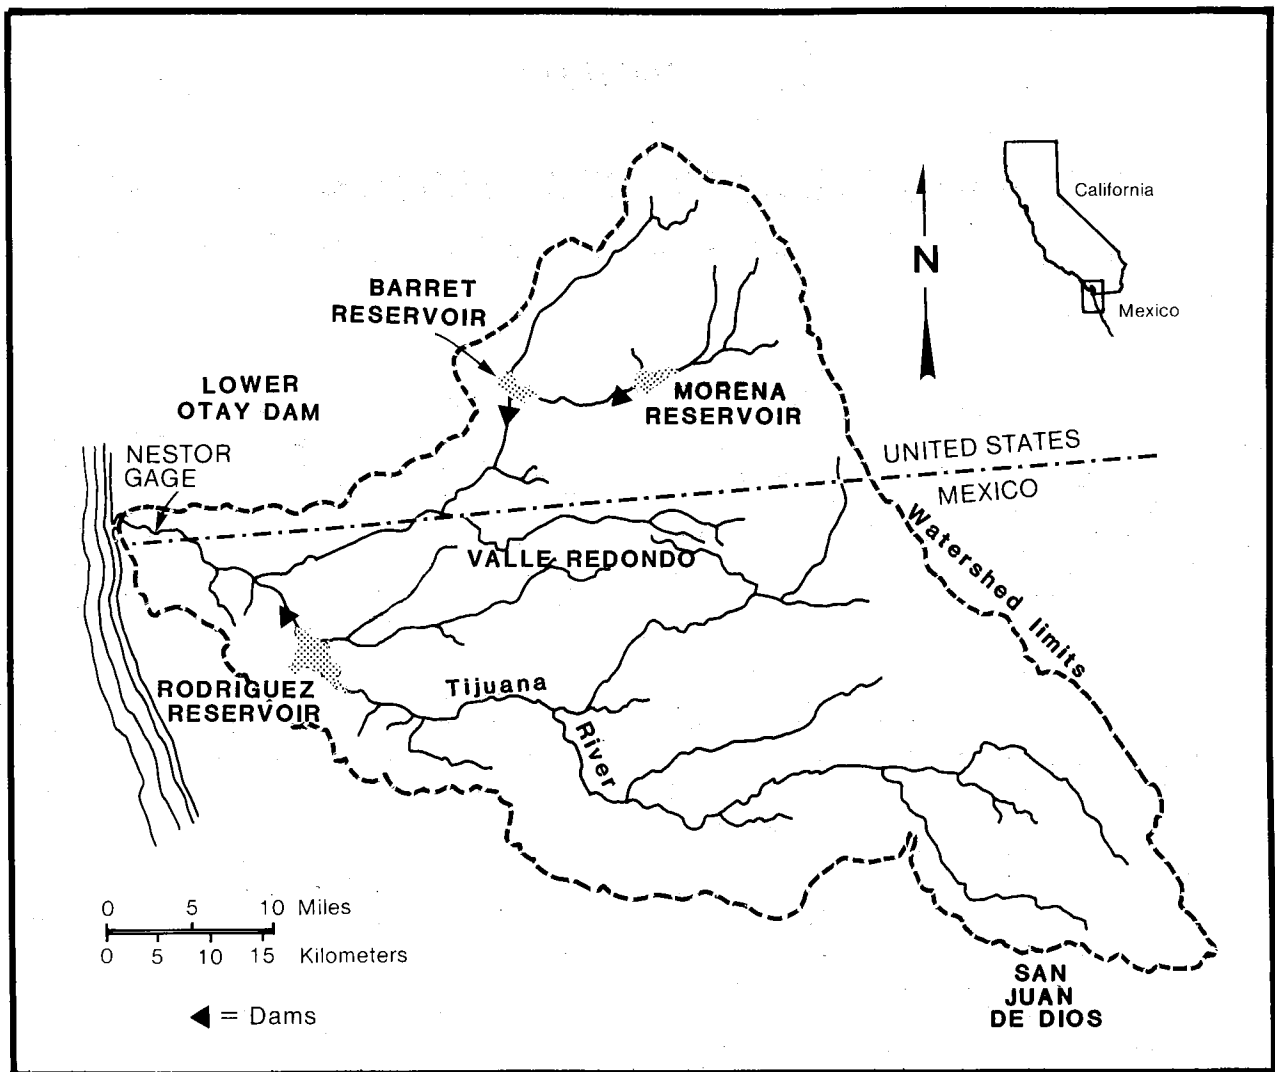 California
N
Mexico
BARRET
RESERVOIR
LOWER
OTAY DAM
MORENA
RESERVOIR
NESTOR
GAGE
UNITED STATES
MEXICO
Watershed limits
VALLE REDONDO
RODRIGUEZ
RESERVOIR
Tijuana
River
0 5 10 Miles
0 5 10 15 Kilometers
= Dams
SAN
JUAN
DE DIOS